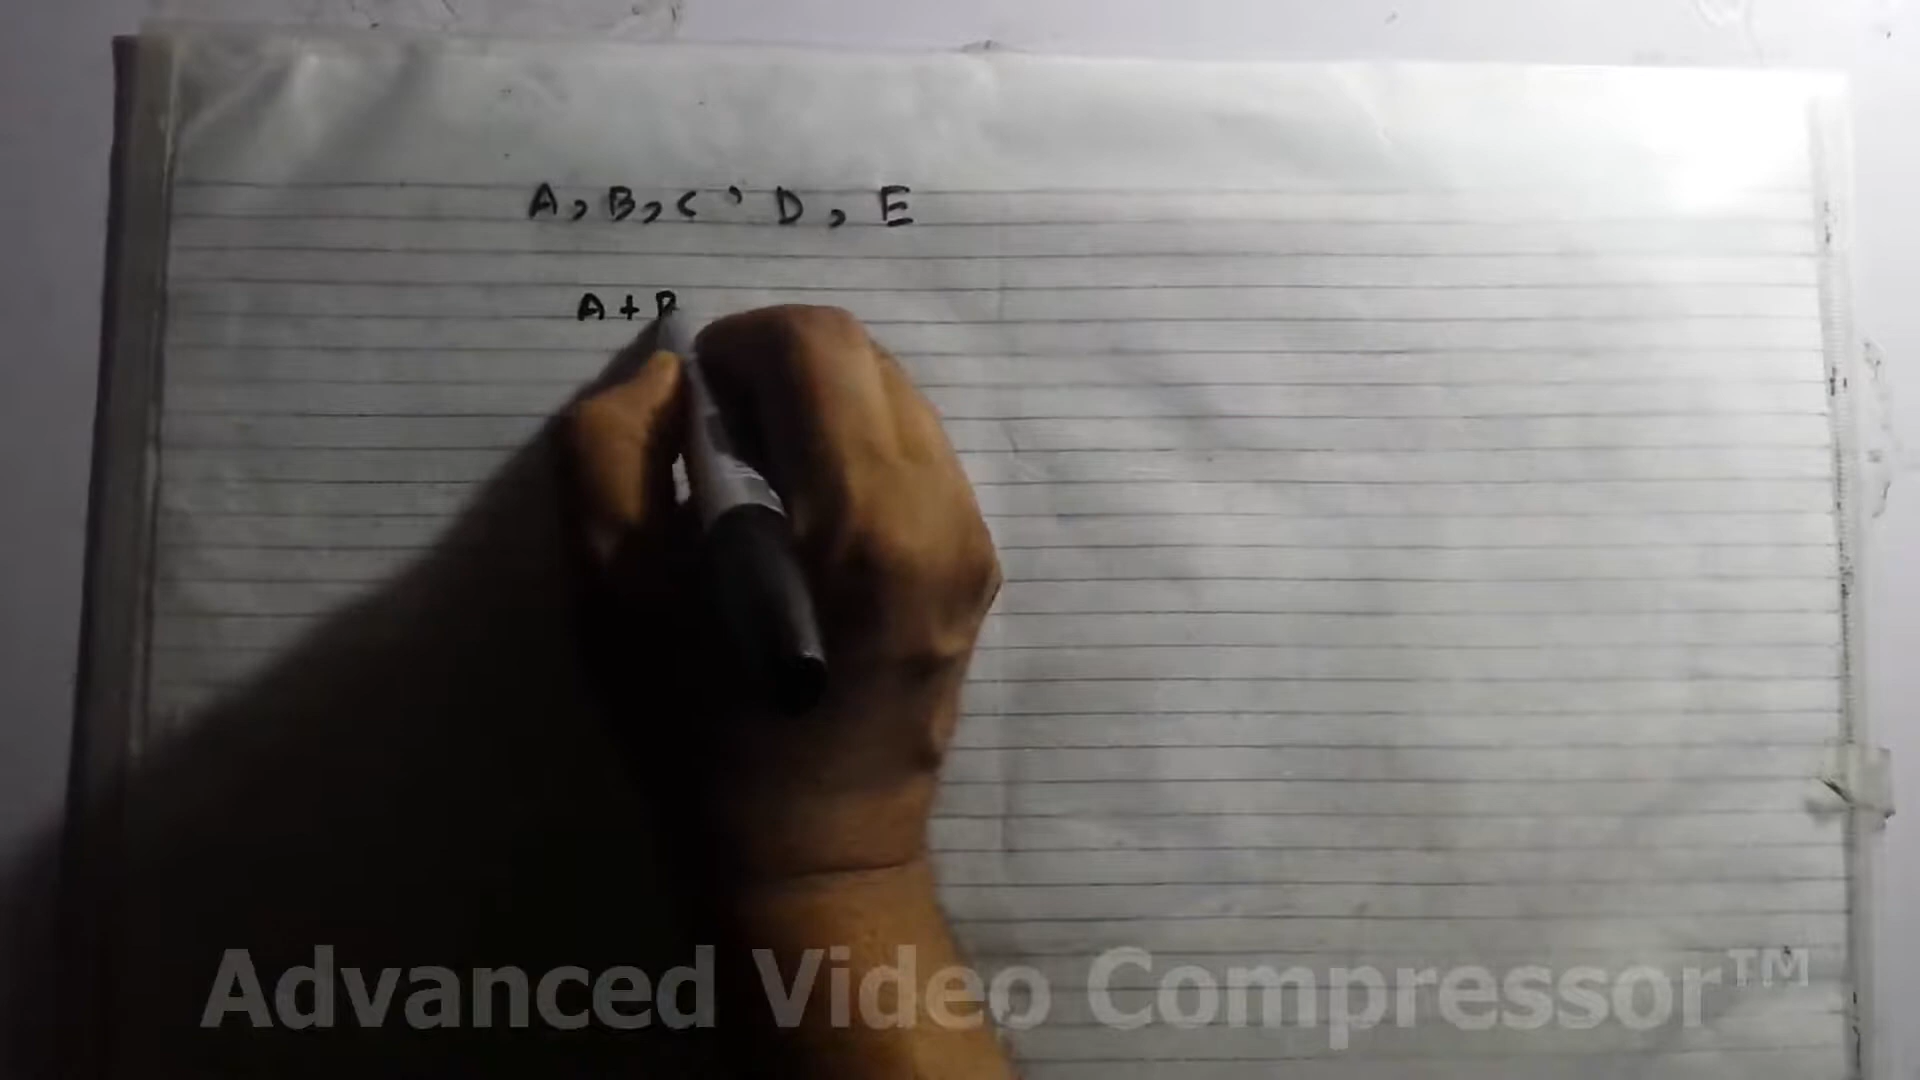 A, B, C, D, E
A + B
Advanced Video Compressor™